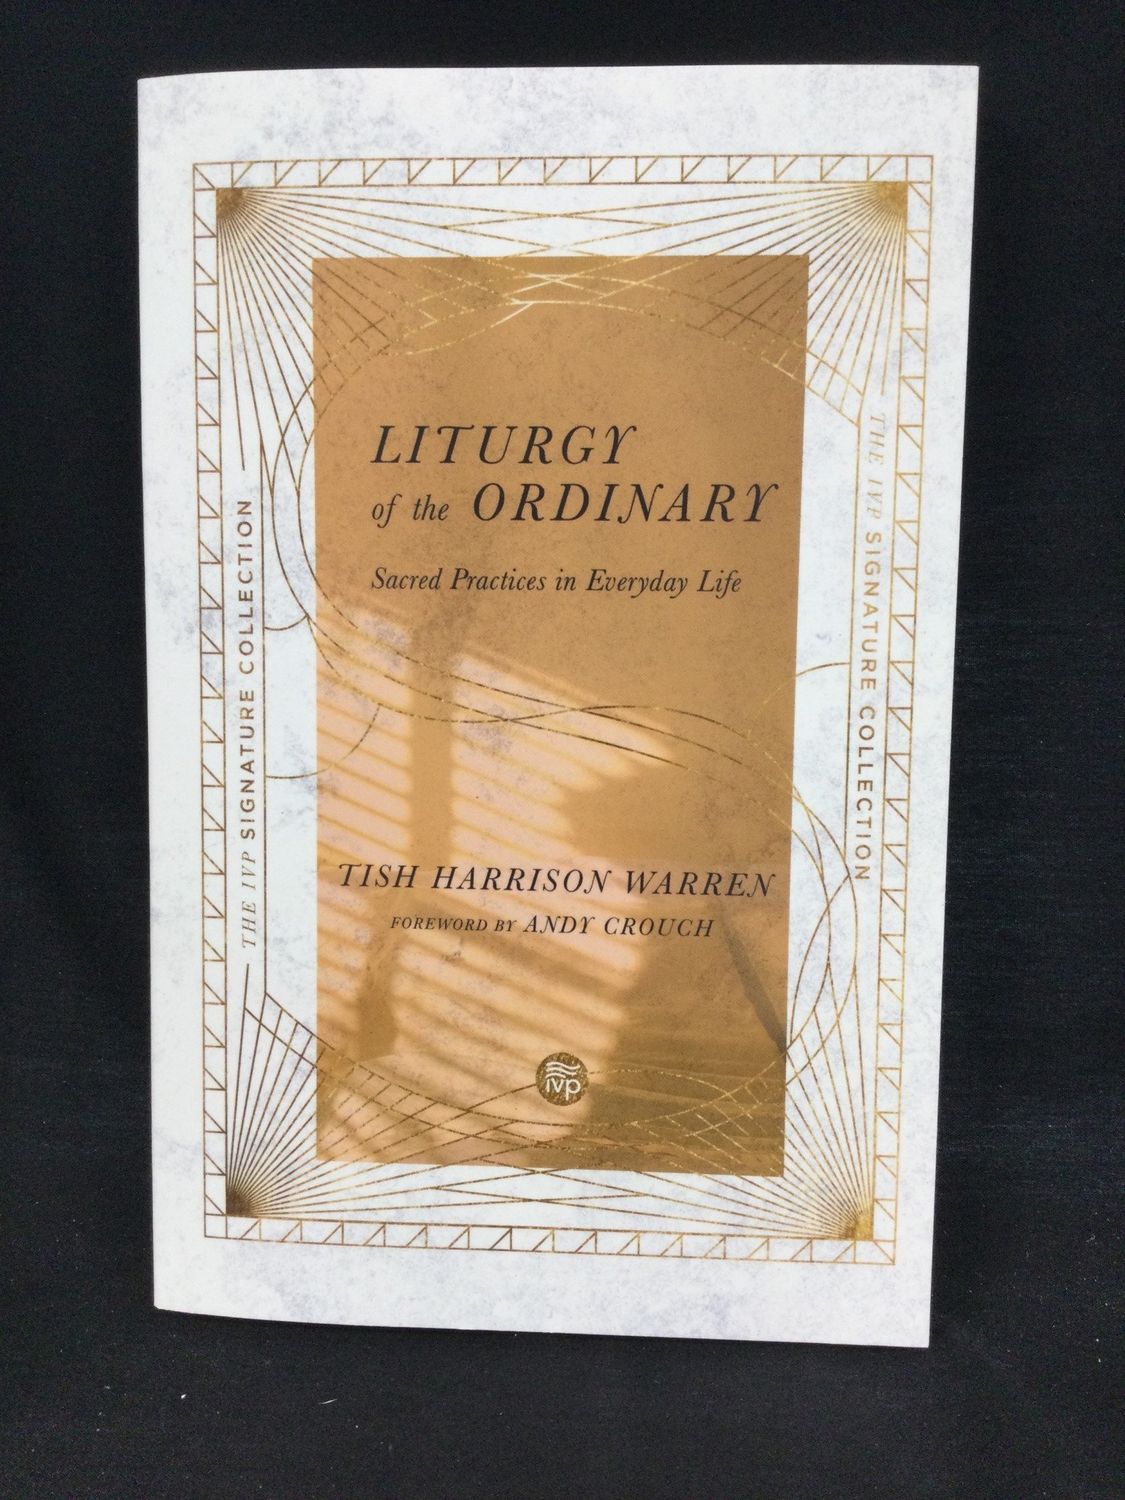 LITURGY
of the ORDINARY
Sacred Practices in Everyday Life
TISH HARRISON WARREN
FOREWORD BY ANDY CROUCH
ivp
THE IVP SIGNATURE COLLECTION
THE IVP SIGNATURE COLLECTION